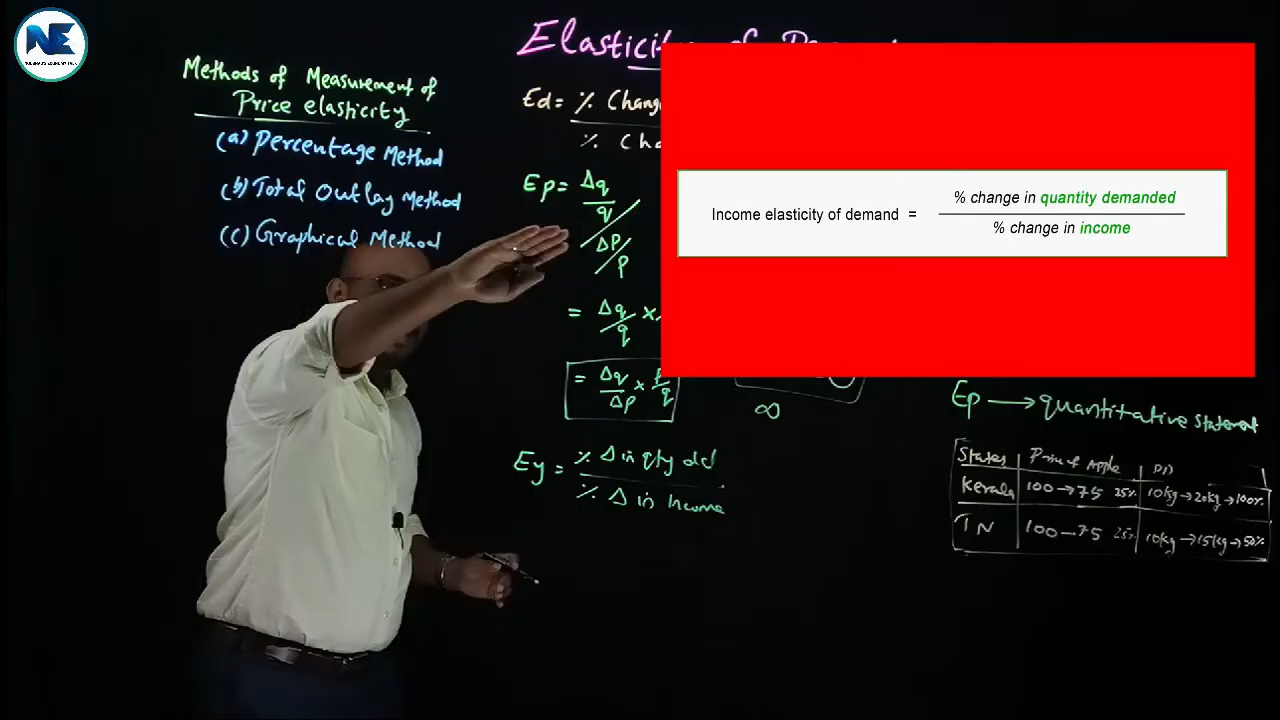 NE
Elasticity of
Methods of Measurement of
Price elasticity
(a) Percentage Method
(b) Total Outlay Method
(c) Graphical Method
Ed = % Chang
%
Ep = Δq
q
ΔP
P
= Δq ×
q
= Δq × P
ΔP q
∞
Ey = % Δ in qty dd
% Δ in Income
Income elasticity of demand = % change in quantity demanded
% change in income
Ep → quantitative statement
States Price of Apple DD
Kerala 100 → 75 25% 10kg → 20kg → 100%
TN 100 → 75 25% 10kg → 15kg → 50%